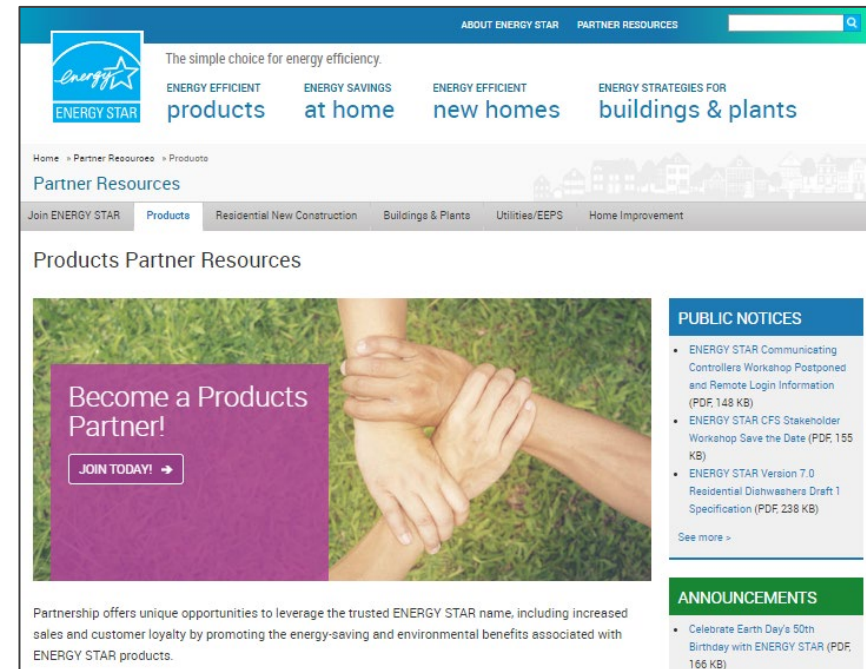 ABOUT ENERGY STAR PARTNER RESOURCES
energy
ENERGY STAR
The simple choice for energy efficiency.
ENERGY EFFICIENT
products
ENERGY SAVINGS
at home
ENERGY EFFICIENT
new homes
ENERGY STRATEGIES FOR
buildings & plants
Home » Partner Resources » Products
Partner Resources
Join ENERGY STAR Products Residential New Construction Buildings & Plants Utilities/EEPS Home Improvement
Products Partner Resources
Become a Products
Partner!
JOIN TODAY! ➔
Partnership offers unique opportunities to leverage the trusted ENERGY STAR name, including increased
sales and customer loyalty by promoting the energy-saving and environmental benefits associated with
ENERGY STAR products.
PUBLIC NOTICES
• ENERGY STAR Communicating
Controllers Workshop Postponed
and Remote Login Information
(PDF, 148 KB)
• ENERGY STAR CFS Stakeholder
Workshop Save the Date (PDF, 155
KB)
• ENERGY STAR Version 7.0
Residential Dishwashers Draft 1
Specification (PDF, 238 KB)
See more »
ANNOUNCEMENTS
• Celebrate Earth Day's 50th
Birthday with ENERGY STAR (PDF,
166 KB)